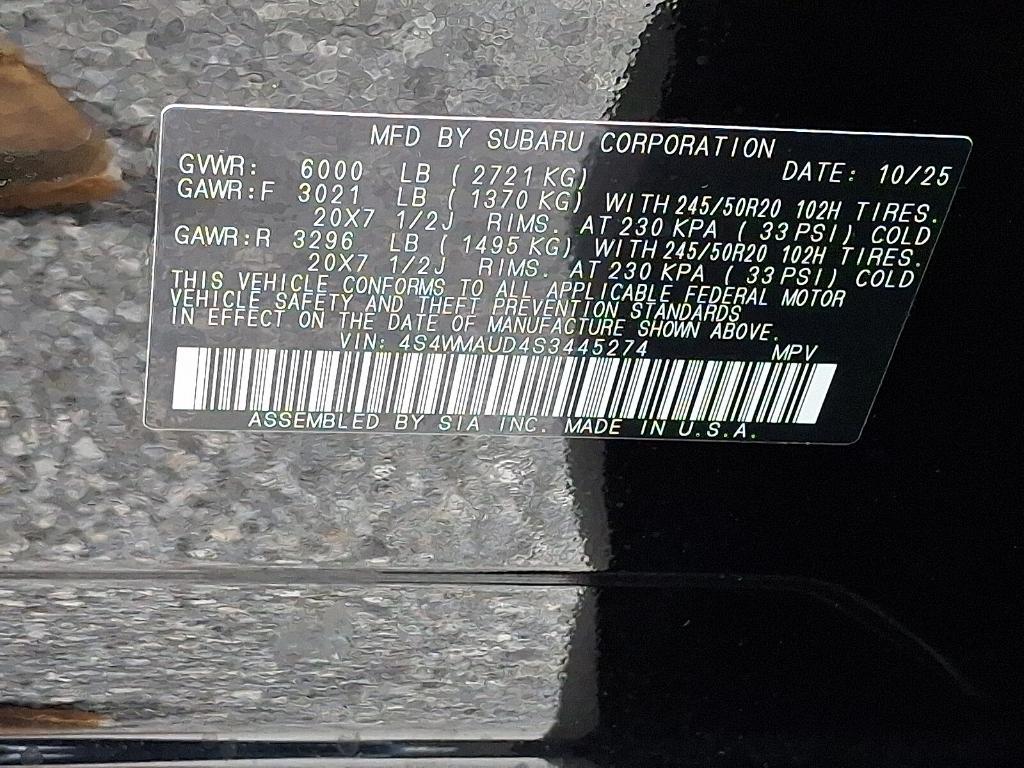 MFD BY SUBARU CORPORATION
GVWR: 6000 LB ( 2721 KG) DATE: 10/25
GAWR:F 3021 LB ( 1370 KG) WITH 245/50R20 102H TIRES.
20X7 1/2J RIMS. AT 230 KPA ( 33 PSI) COLD
GAWR:R 3296 LB ( 1495 KG) WITH 245/50R20 102H TIRES.
20X7 1/2J RIMS. AT 230 KPA ( 33 PSI) COLD
THIS VEHICLE CONFORMS TO ALL APPLICABLE FEDERAL MOTOR
VEHICLE SAFETY AND THEFT PREVENTION STANDARDS
IN EFFECT ON THE DATE OF MANUFACTURE SHOWN ABOVE.
VIN: 4S4WMAUD4S3445274 MPV
ASSEMBLED BY SIA INC. MADE IN U.S.A.